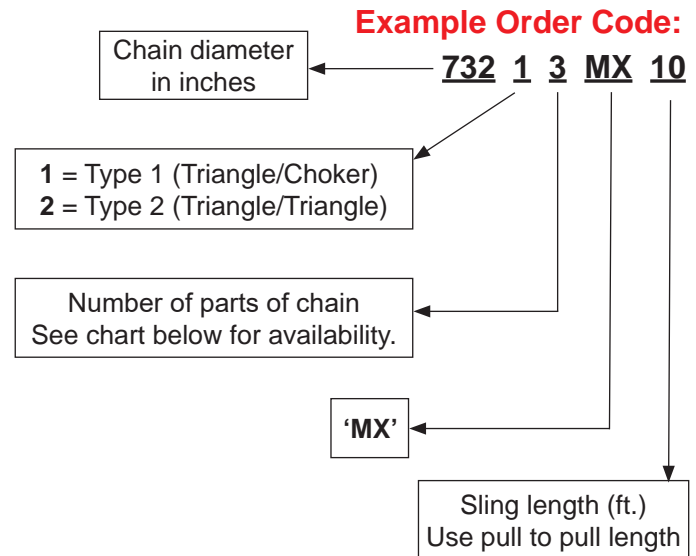 Example Order Code:
732 1 3 MX 10
Chain diameter
in inches
1 = Type 1 (Triangle/Choker)
2 = Type 2 (Triangle/Triangle)
Number of parts of chain
See chart below for availability.
‘MX’
Sling length (ft.)
Use pull to pull length